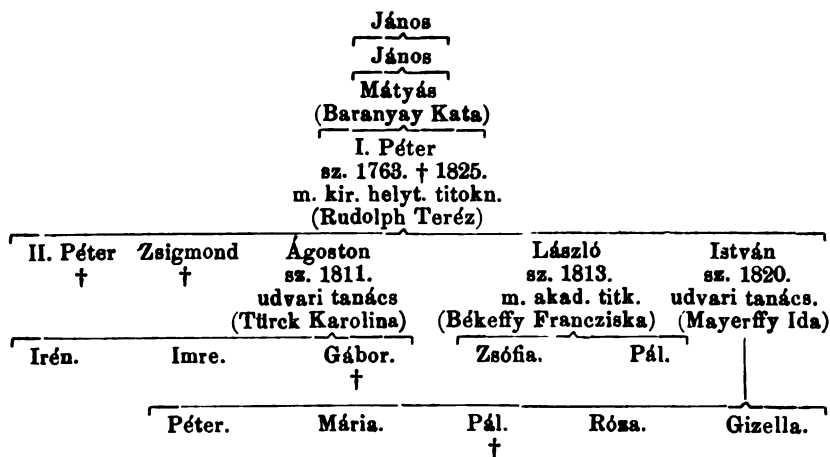 János
János
Mátyás
(Baranyay Kata)
I. Péter
sz. 1763. † 1825.
m. kir. helyt. titokn.
(Rudolph Teréz)
II. Péter Zsigmond Ágoston László István
† † sz. 1811. sz. 1813. sz. 1820.
udvari tanács m. akad. titk. udvari tanács.
(Türck Karolina) (Békeffy Francziska) (Mayerffy Ida)
Irén. Imre. Gábor. Zsófia. Pál.
†
Péter. Mária. Pál. Róza. Gizella.
†